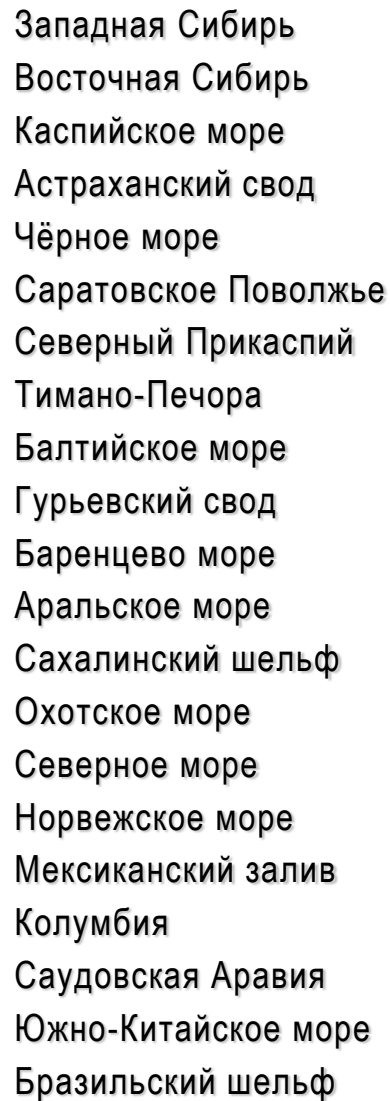 Западная Сибирь
Восточная Сибирь
Каспийское море
Астраханский свод
Чёрное море
Саратовское Поволжье
Северный Прикаспий
Тимано-Печора
Балтийское море
Гурьевский свод
Баренцево море
Аральское море
Сахалинский шельф
Охотское море
Северное море
Норвежское море
Мексиканский залив
Колумбия
Саудовская Аравия
Южно-Китайское море
Бразильский шельф